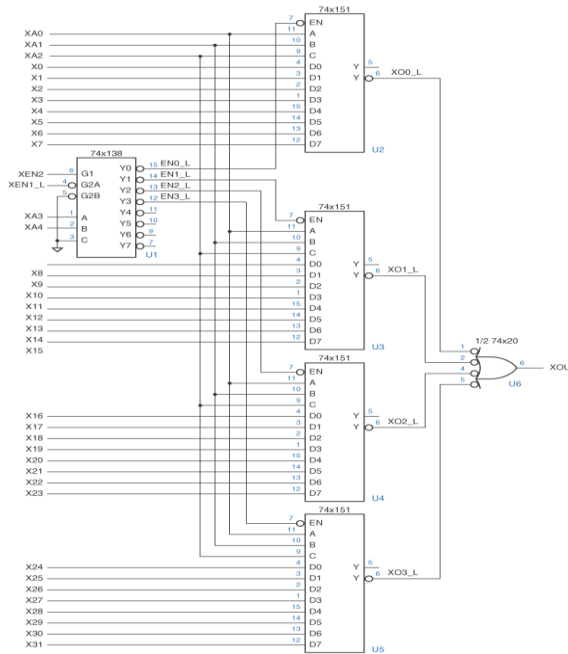 74x151
7 EN
XA0 11 A
XA1 10 B
XA2 9 C
X0 4 D0 Y 5
X1 3 D1 Y 6 XO0_L
X2 2 D2
X3 1 D3
X4 15 D4
X5 14 D5
X6 13 D6
X7 12 D7
U2
74x138
XEN2 6 G1 Y0 15 EN0_L
XEN1_L 4 G2A Y1 14 EN1_L
5 G2B Y2 13 EN2_L
Y3 12 EN3_L
XA3 1 A Y4 11
XA4 2 B Y5 10
3 C Y6 9
Y7 7
U1
74x151
7 EN
11 A
10 B
9 C
4 D0 Y 5
X8 3 D1 Y 6 XO1_L
X9 2 D2
X10 1 D3
X11 15 D4
X12 14 D5
X13 13 D6
X14 12 D7
X15
U3
1/2 74x20
1
2
4
5
6 XOU
U6
74x151
7 EN
11 A
10 B
9 C
X16 4 D0 Y 5
X17 3 D1 Y 6 XO2_L
X18 2 D2
X19 1 D3
X20 15 D4
X21 14 D5
X22 13 D6
X23 12 D7
U4
74x151
7 EN
11 A
10 B
9 C
X24 4 D0 Y 5
X25 3 D1 Y 6 XO3_L
X26 2 D2
X27 1 D3
X28 15 D4
X29 14 D5
X30 13 D6
X31 12 D7
U5